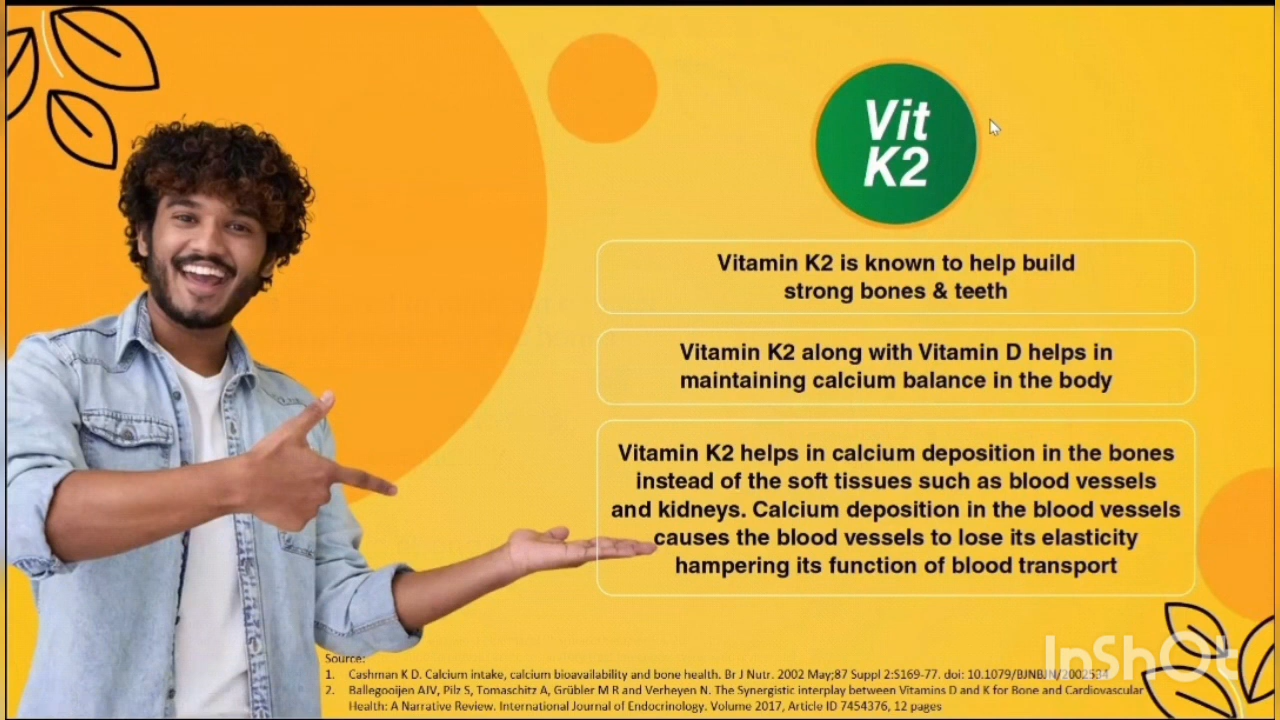 Vit
K2
Vitamin K2 is known to help build
strong bones & teeth
Vitamin K2 along with Vitamin D helps in
maintaining calcium balance in the body
Vitamin K2 helps in calcium deposition in the bones
instead of the soft tissues such as blood vessels
and kidneys. Calcium deposition in the blood vessels
causes the blood vessels to lose its elasticity
hampering its function of blood transport
Source:
1. Cashman K D. Calcium intake, calcium bioavailability and bone health. Br J Nutr. 2002 May;87 Suppl 2:S169-77. doi: 10.1079/BJNBJN/2002534
2. Ballegooijen AJV, Pilz S, Tomaschitz A, Grübler M R and Verheyen N. The Synergistic interplay between Vitamins D and K for Bone and Cardiovascular
Health: A Narrative Review. International Journal of Endocrinology. Volume 2017, Article ID 7454376, 12 pages
InShOt